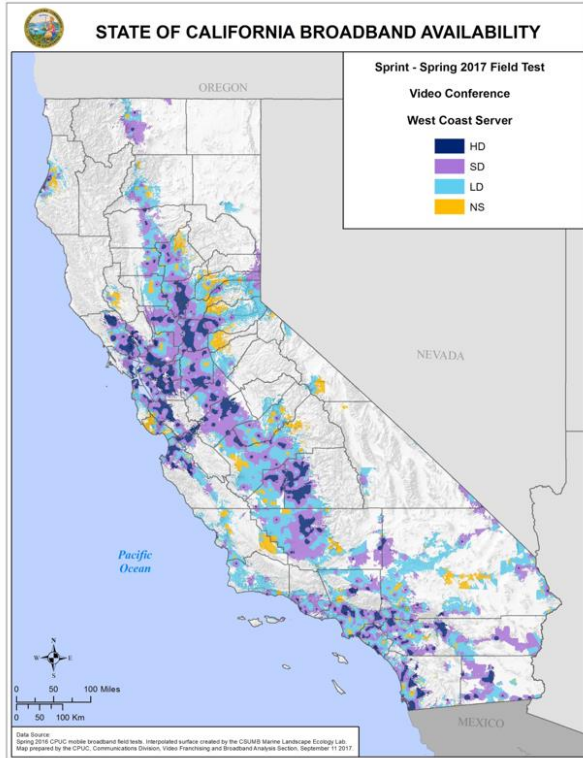 STATE OF CALIFORNIA BROADBAND AVAILABILITY
Sprint - Spring 2017 Field Test
Video Conference
West Coast Server
HD
SD
LD
NS
OREGON
NEVADA
Pacific
Ocean
MEXICO
N
W
E
S
0 50 100 Miles
0 50 100 Km
Data Source:
Spring 2016 CPUC mobile broadband field tests. Interpolated surface created by the CSUMB Marine Landscape Ecology Lab.
Map prepared by the CPUC, Communications Division, Video Franchising and Broadband Analysis Section, September 11 2017.